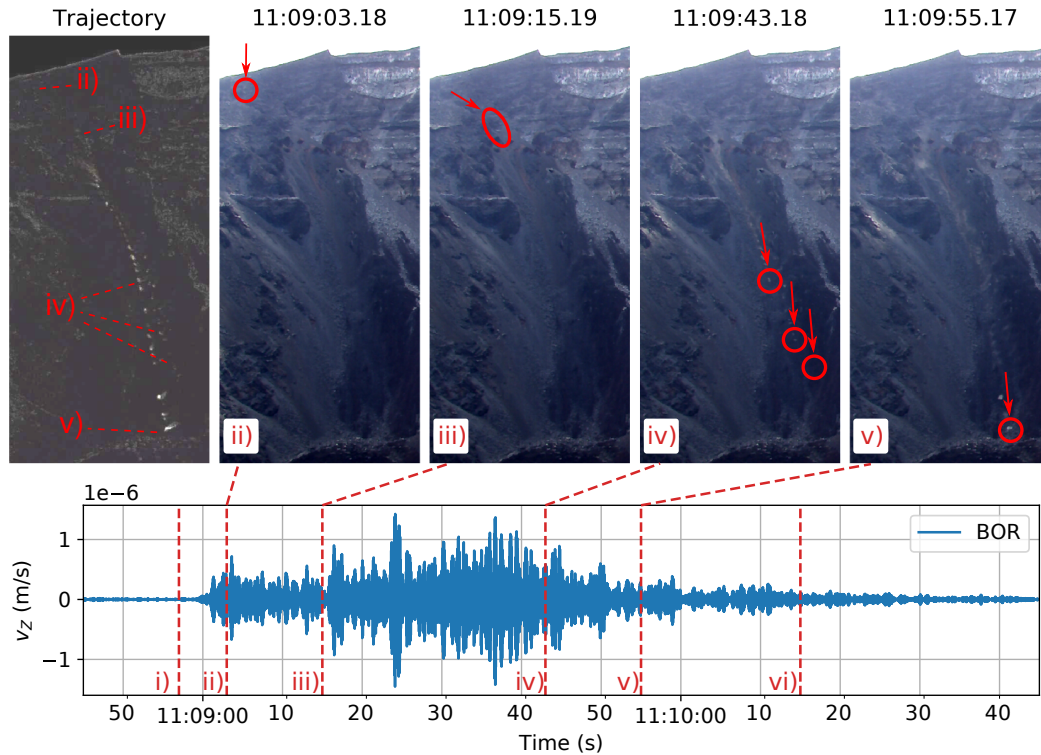 Trajectory 11:09:03.18 11:09:15.19 11:09:43.18 11:09:55.17
ii)
iii)
iv)
v)
ii) iii) iv) v)
1e−6
BOR
1
0
−1
v_Z (m/s)
i) ii) iii) iv) v) vi)
50 11:09:00 10 20 30 40 50 11:10:00 10 20 30 40
Time (s)